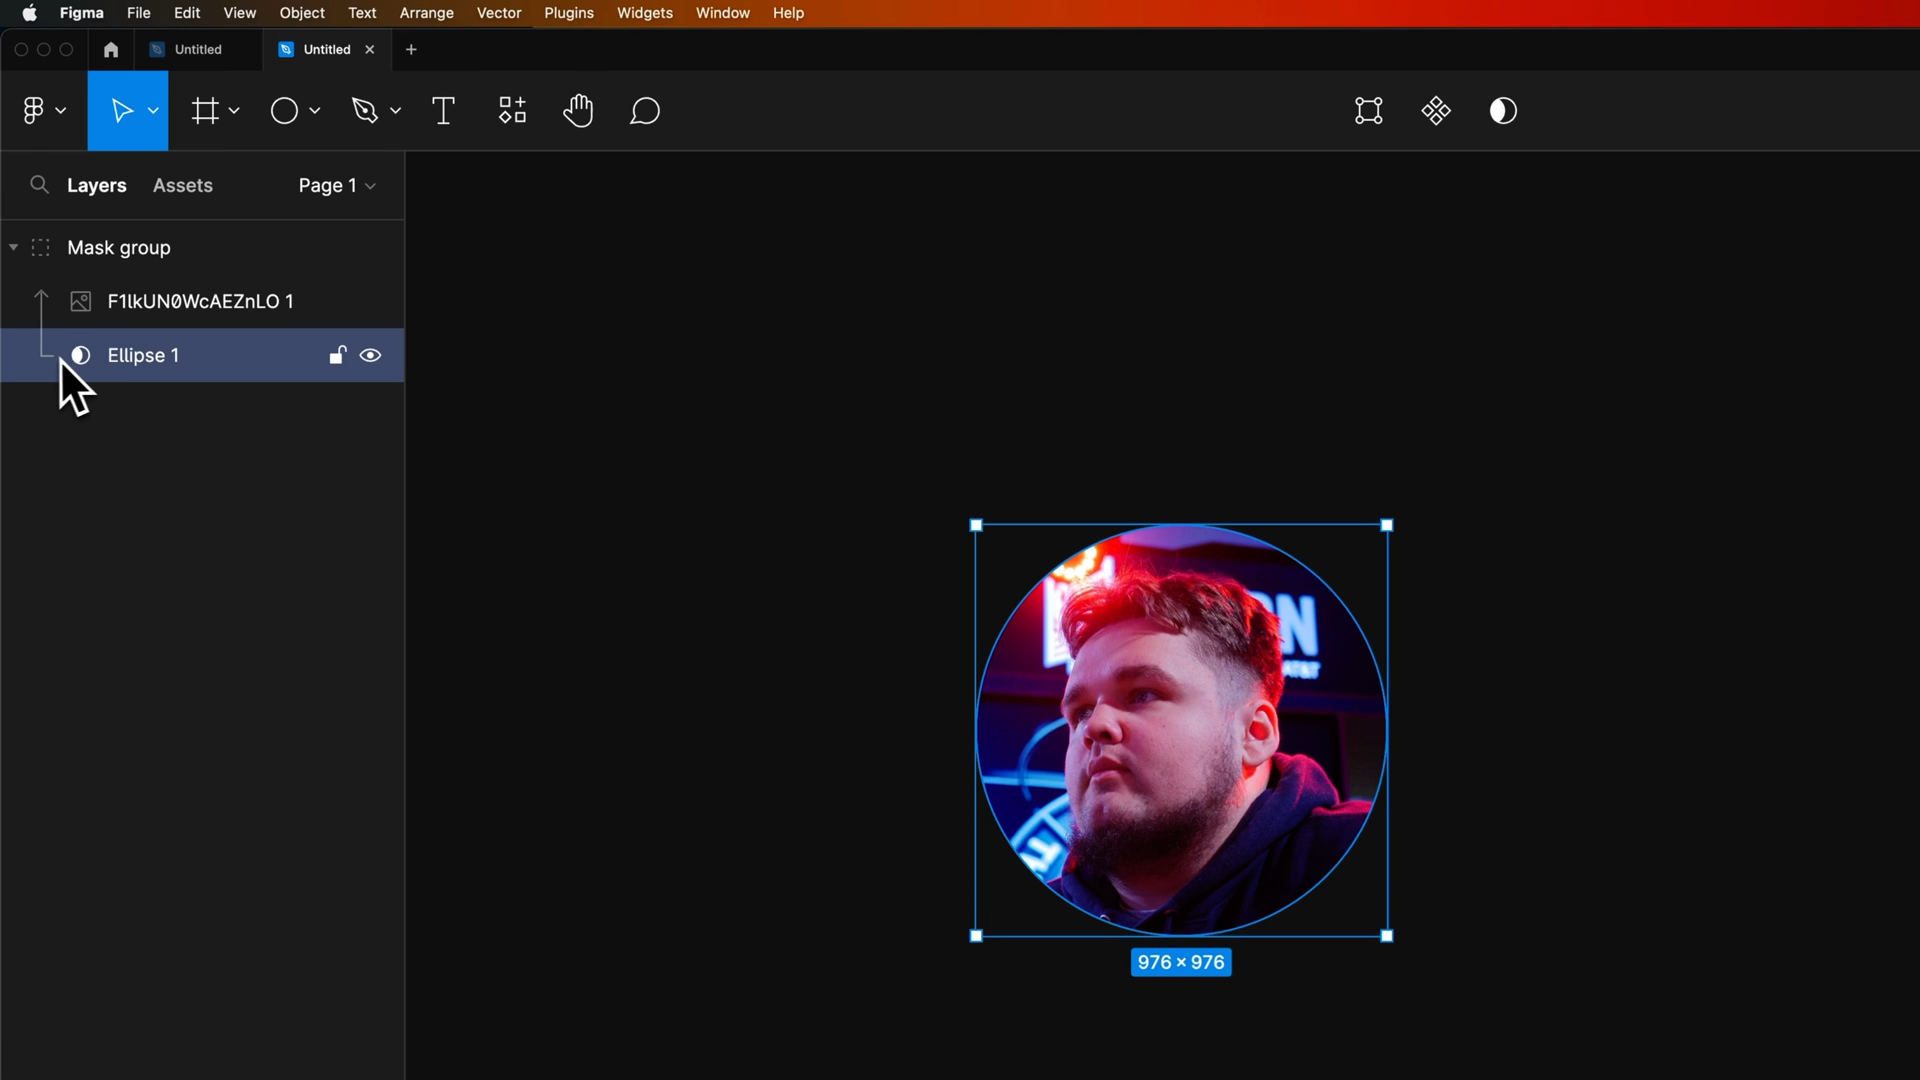 Figma File Edit View Object Text Arrange Vector Plugins Widgets Window Help
Untitled Untitled
Layers Assets Page 1
Mask group
F1lkUN0WcAEZnLO 1
Ellipse 1
N
AT&T
976 × 976